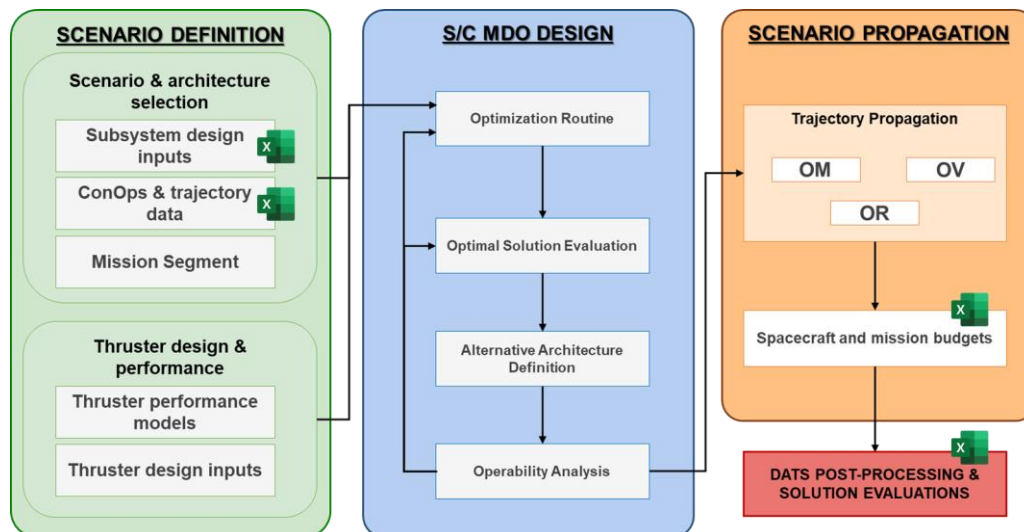 SCENARIO DEFINITION
Scenario & architecture
selection
Subsystem design
inputs
X
ConOps & trajectory
data
X
Mission Segment
Thruster design &
performance
Thruster performance
models
Thruster design inputs
S/C MDO DESIGN
Optimization Routine
Optimal Solution Evaluation
Alternative Architecture
Definition
Operability Analysis
SCENARIO PROPAGATION
Trajectory Propagation
OM
OV
OR
X
Spacecraft and mission budgets
X
DATS POST-PROCESSING &
SOLUTION EVALUATIONS